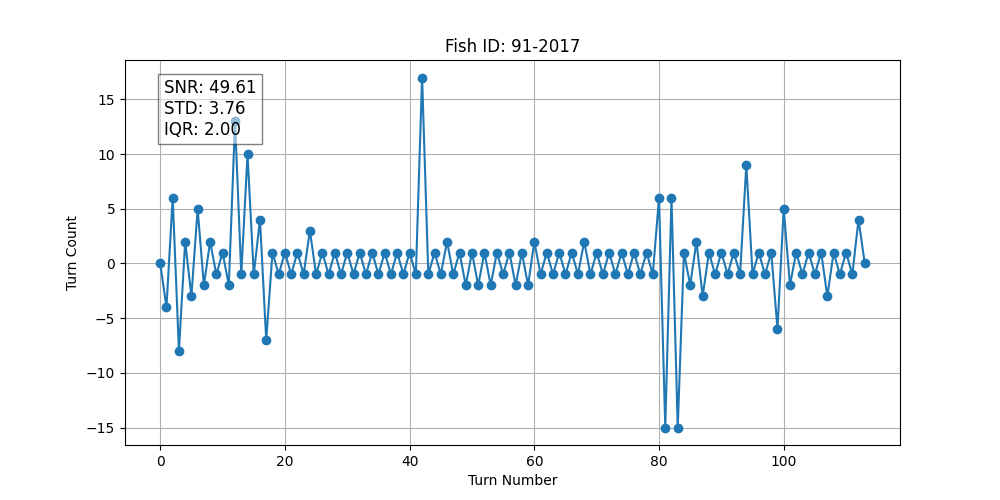 Fish ID: 91-2017
SNR: 49.61
STD: 3.76
IQR: 2.00
Turn Count
15
10
5
0
−5
−10
−15
0 20 40 60 80 100
Turn Number